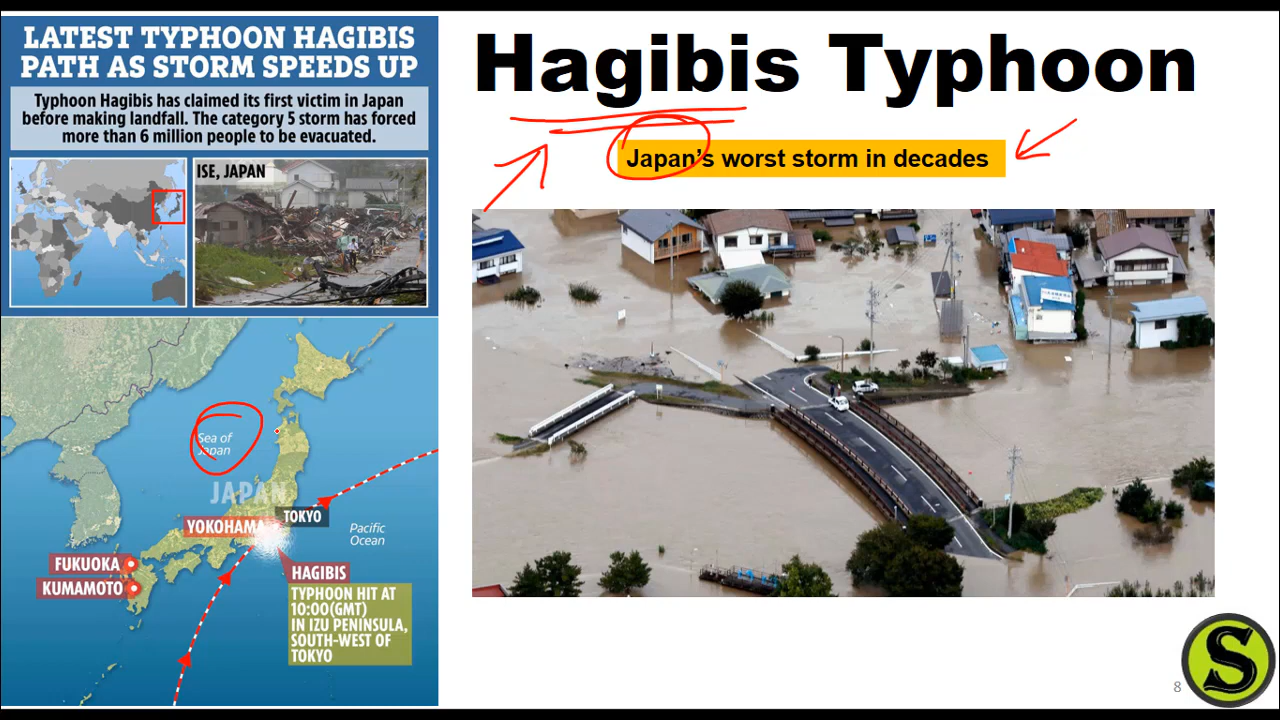 LATEST TYPHOON HAGIBIS
PATH AS STORM SPEEDS UP
Typhoon Hagibis has claimed its first victim in Japan
before making landfall. The category 5 storm has forced
more than 6 million people to be evacuated.
ISE, JAPAN
Sea of
Japan
JAPAN
YOKOHAMA
TOKYO
Pacific
Ocean
FUKUOKA
KUMAMOTO
HAGIBIS
TYPHOON HIT AT
10:00(GMT)
IN IZU PENINSULA,
SOUTH-WEST OF
TOKYO
Hagibis Typhoon
Japan's worst storm in decades
8
S